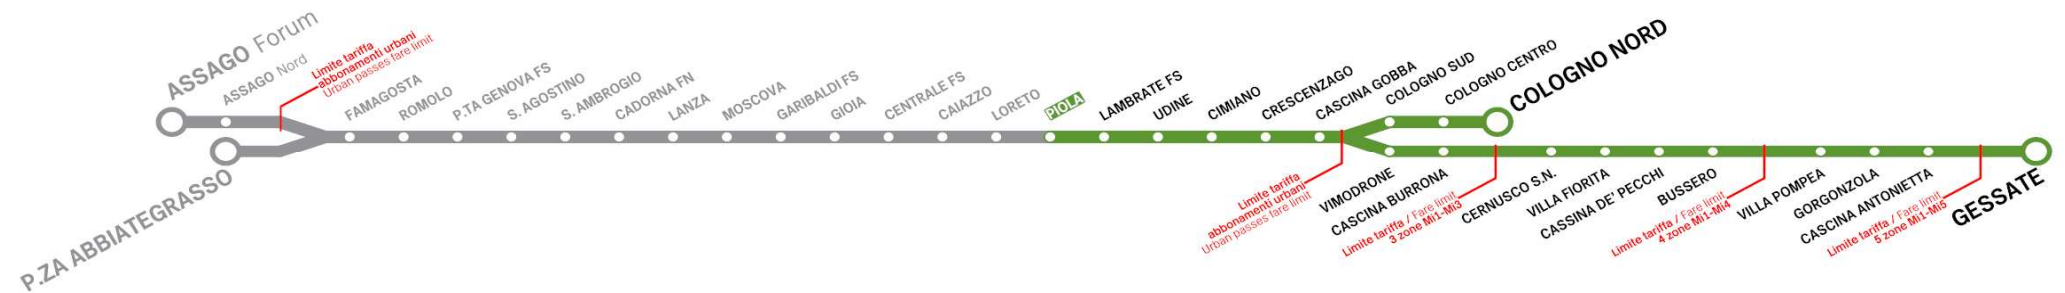 ASSAGO Forum
ASSAGO Nord
Limite tariffa
abbonamenti urbani
Urban passes fare limit
P.ZA ABBIATEGRASSO
FAMAGOSTA
ROMOLO
P.TA GENOVA FS
S. AGOSTINO
S. AMBROGIO
CADORNA FN
LANZA
MOSCOVA
GARIBALDI FS
GIOIA
CENTRALE FS
CAIAZZO
LORETO
PIOLA
LAMBRATE FS
UDINE
CIMIANO
CRESCENZAGO
CASCINA GOBBA
COLOGNO SUD
COLOGNO CENTRO
COLOGNO NORD
Limite tariffa
abbonamenti urbani
Urban passes fare limit
VIMODRONE
CASCINA BURRONA
Limite tariffa / Fare limit
3 zone Mi1-Mi3
CERNUSCO S.N.
VILLA FIORITA
CASSINA DE' PECCHI
BUSSERO
Limite tariffa / Fare limit
4 zone Mi1-Mi4
VILLA POMPEA
GORGONZOLA
CASCINA ANTONIETTA
Limite tariffa / Fare limit
5 zone Mi1-Mi5
GESSATE